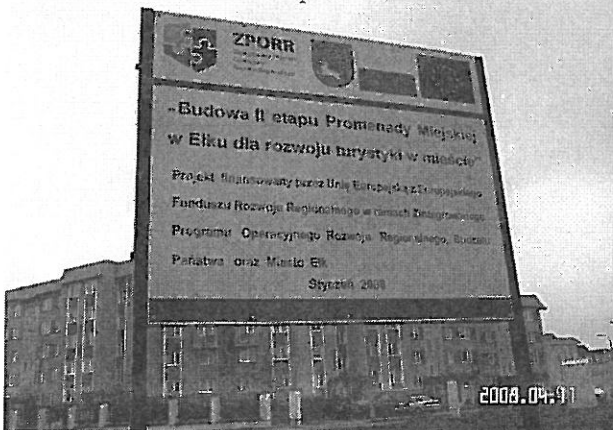 ZPORR
„Budowa II etapu Promenady Miejskiej
w Ełku dla rozwoju turystyki w mieście"
Projekt finansowany przez Unię Europejską z Europejskiego
Funduszu Rozwoju Regionalnego w ramach Zintegrowanego
Programu Operacyjnego Rozwoju Regionalnego, Budżetu
Państwa oraz Miasto Ełk
Styczeń 2008
2008.04.11